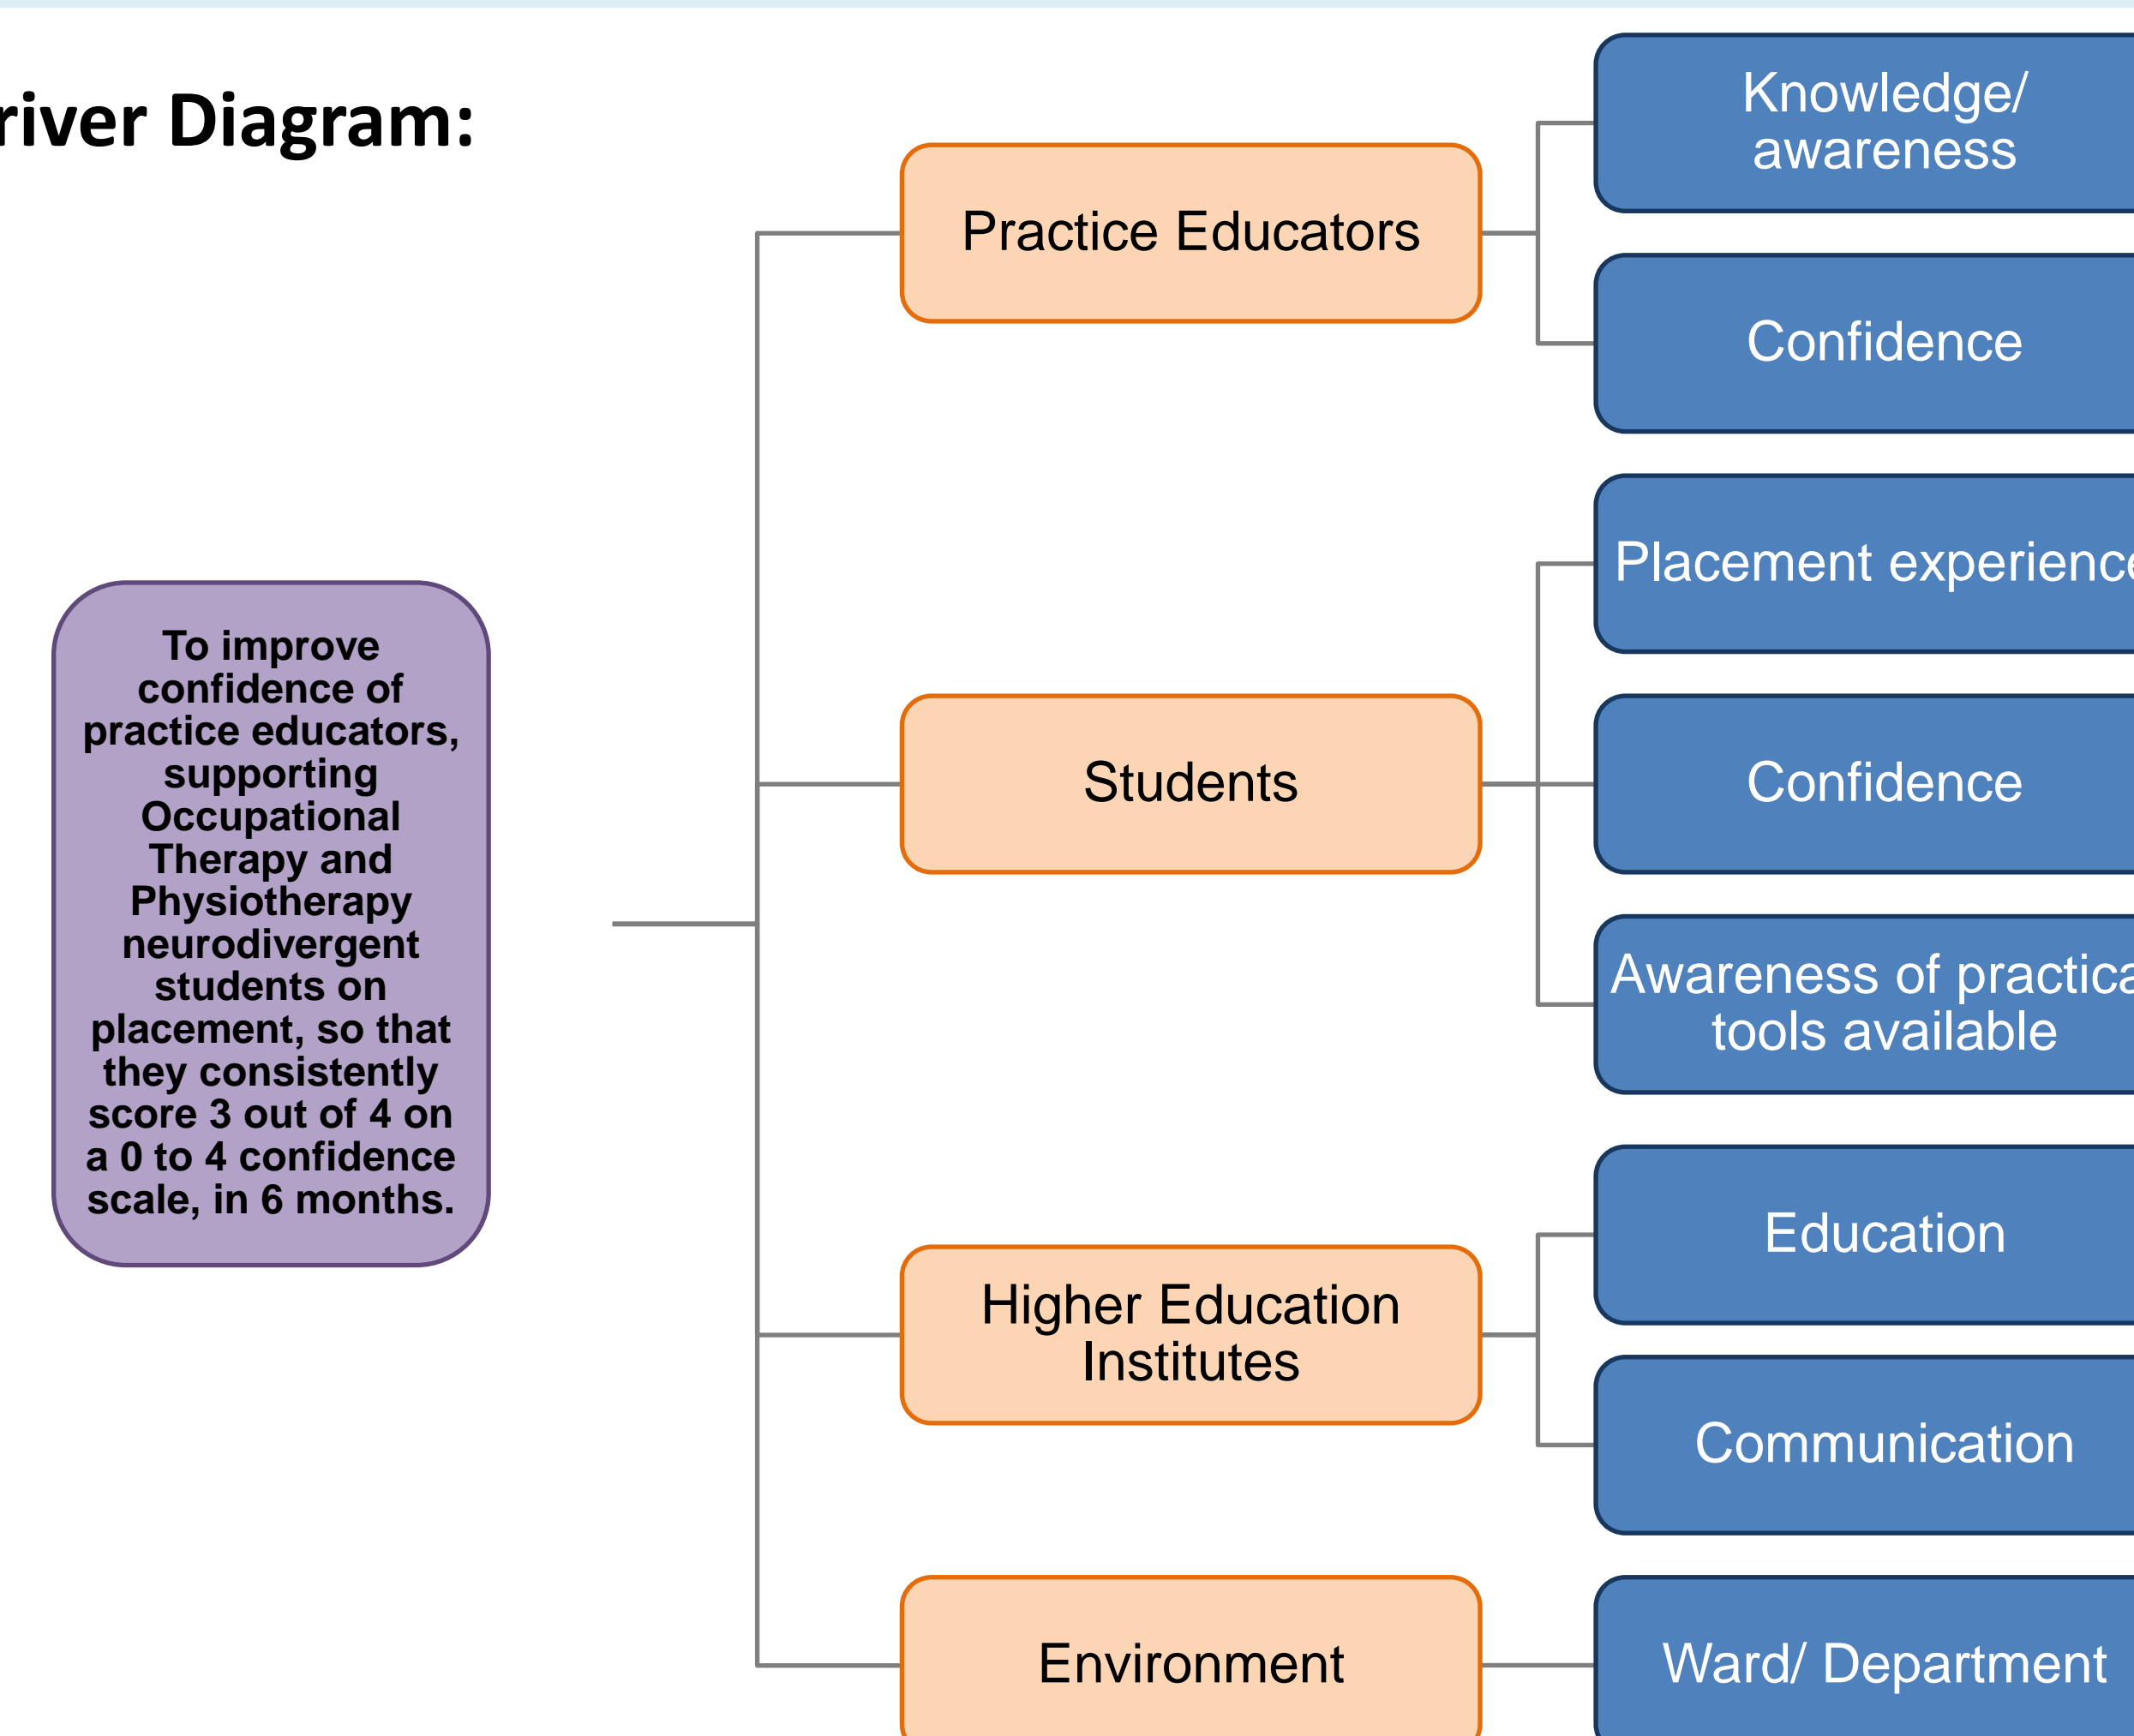 river Diagram:
To improve
confidence of
practice educators,
supporting
Occupational
Therapy and
Physiotherapy
neurodivergent
students on
placement, so that
they consistently
score 3 out of 4 on
a 0 to 4 confidence
scale, in 6 months.
Practice Educators
Knowledge/
awareness
Confidence
Students
Placement experience
Confidence
Awareness of practica
tools available
Higher Education
Institutes
Education
Communication
Environment
Ward/ Department